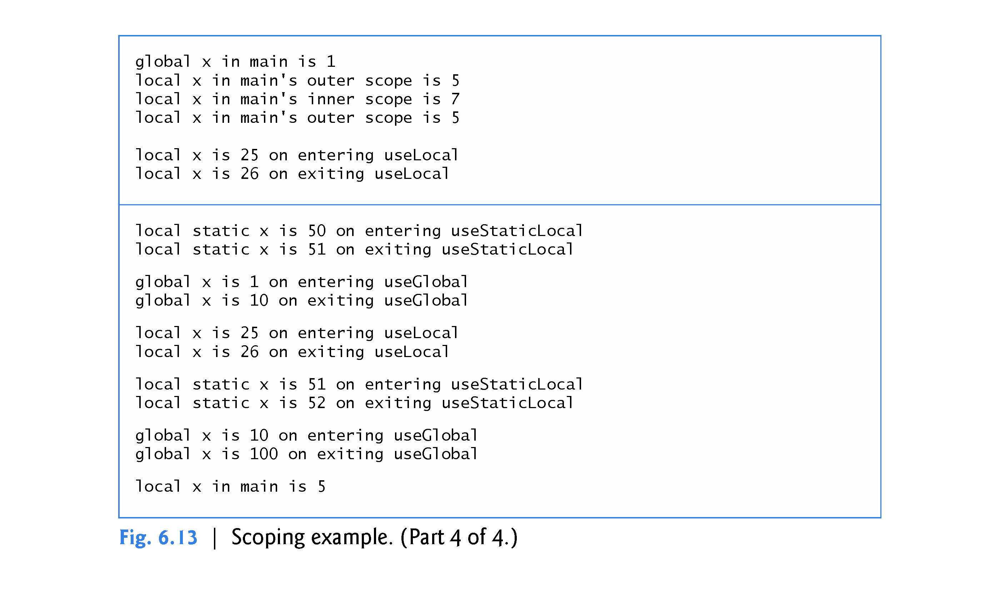 global x in main is 1
local x in main's outer scope is 5
local x in main's inner scope is 7
local x in main's outer scope is 5
local x is 25 on entering useLocal
local x is 26 on exiting useLocal
local static x is 50 on entering useStaticLocal
local static x is 51 on exiting useStaticLocal
global x is 1 on entering useGlobal
global x is 10 on exiting useGlobal
local x is 25 on entering useLocal
local x is 26 on exiting useLocal
local static x is 51 on entering useStaticLocal
local static x is 52 on exiting useStaticLocal
global x is 10 on entering useGlobal
global x is 100 on exiting useGlobal
local x in main is 5
Fig. 6.13 | Scoping example. (Part 4 of 4.)